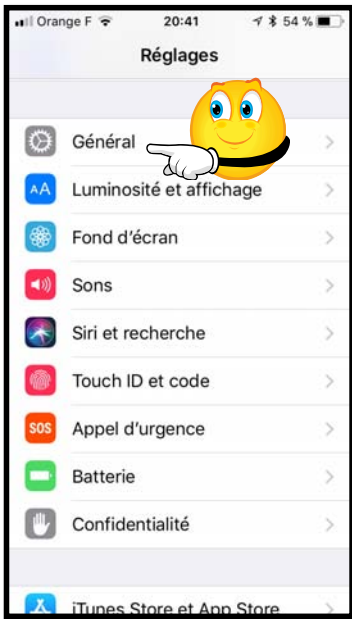 Orange F 20:41 54 %
Réglages
Général
AA Luminosité et affichage
Fond d'écran
Sons
Siri et recherche
Touch ID et code
SOS Appel d'urgence
Batterie
Confidentialité
iTunes Store et App Store